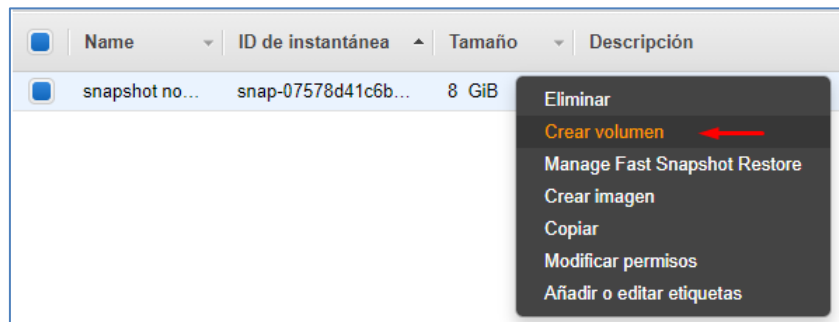 Name ID de instantánea Tamaño Descripción
snapshot no... snap-07578d41c6b... 8 GiB
Eliminar
Crear volumen
Manage Fast Snapshot Restore
Crear imagen
Copiar
Modificar permisos
Añadir o editar etiquetas